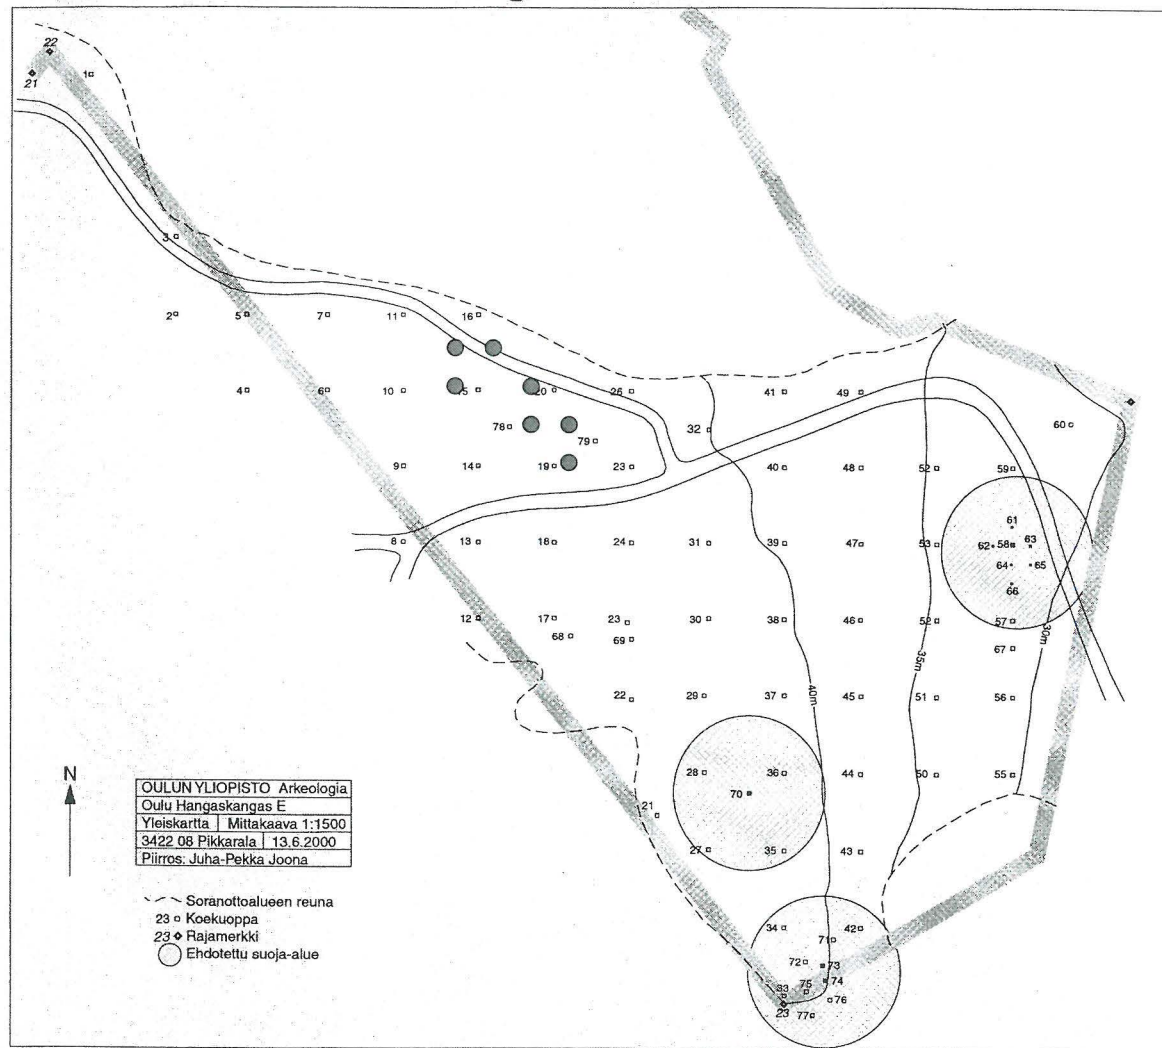 22
21
1
3
2 5 7 11 16
4 6 10 15 20 26 41 49
78 79 32 60
9 14 19 23 40 48 52 59
61
8 13 18 24 31 39 47 53 62 58 63
64 65
66
12 17 23 30 38 46 52 57
68 69 67
30m
35m
22 29 37 45 51 56
40m
28 36 44 50 55
70
21
27 35 43
34 42
71
72 73
74
33 75 76
23 77
N
OULUN YLIOPISTO Arkeologia
Oulu Hangaskangas E
Yleiskartta Mittakaava 1:1500
3422 08 Pikkarala 13.6.2000
Piirros: Juha-Pekka Joona
Soranottoalueen reuna
23 Koekuoppa
23 Rajamerkki
Ehdotettu suoja-alue